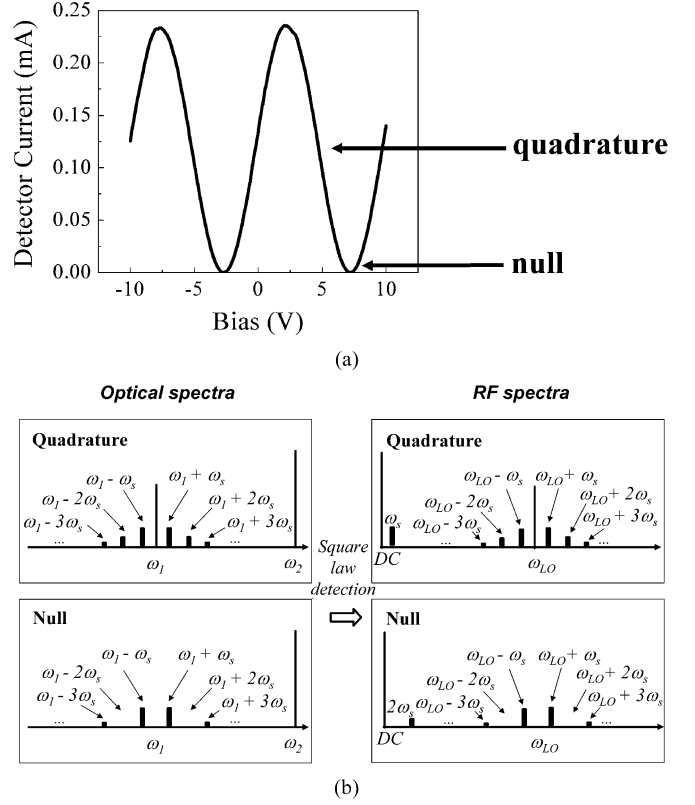 0.25
0.20
0.15
0.10
0.05
0.00
Detector Current (mA)
-10 -5 0 5 10
Bias (V)
quadrature
null
(a)
Optical spectra
RF spectra
Quadrature
ω1 - ωs
ω1 + ωs
ω1 - 2ωs
ω1 + 2ωs
ω1 - 3ωs
ω1 + 3ωs
... ...
ω1
ω2
Square
law
detection
Quadrature
ωLO - ωs
ωLO + ωs
ωLO - 2ωs
ωLO + 2ωs
ωs
ωLO - 3ωs
ωLO + 3ωs
... ...
DC
ωLO
Null
ω1 - ωs
ω1 + ωs
ω1 - 2ωs
ω1 + 2ωs
ω1 - 3ωs
ω1 + 3ωs
... ...
ω1
ω2
Null
ωLO - ωs
ωLO + ωs
ωLO - 2ωs
ωLO + 2ωs
2ωs
ωLO - 3ωs
ωLO + 3ωs
... ...
DC
ωLO
(b)